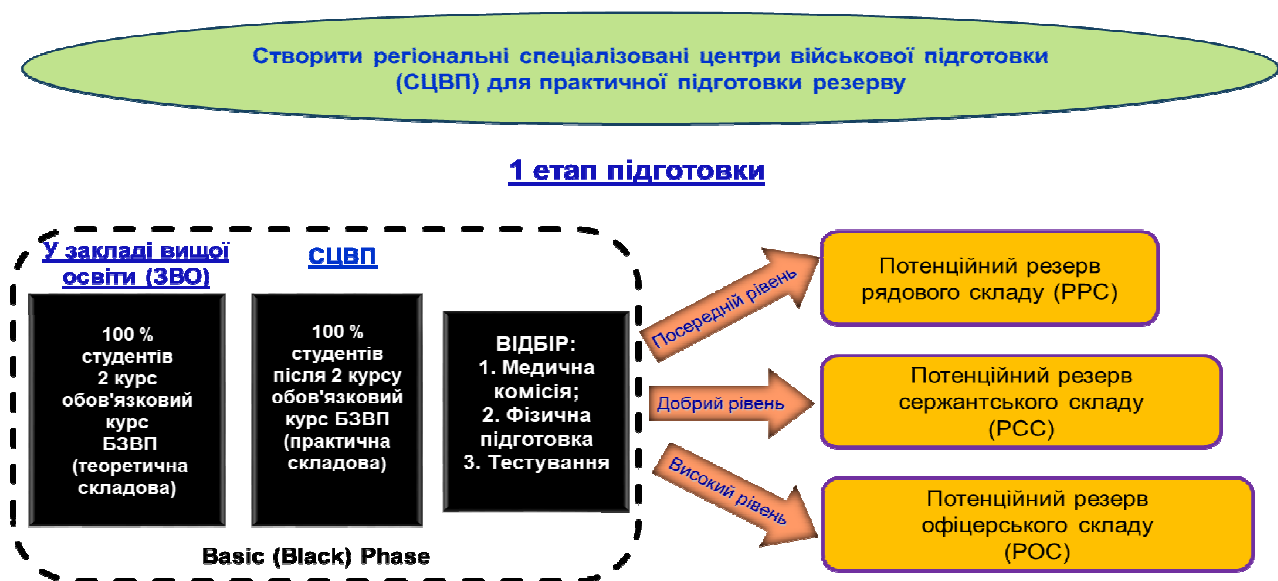 Створити регіональні спеціалізовані центри військової підготовки
(СЦВП) для практичної підготовки резерву
1 етап підготовки
У закладі вищої
освіти (ЗВО)
100 %
студентів
2 курс
обов'язковий
курс
БЗВП
(теоретична
складова)
СЦВП
100 %
студентів
після 2 курсу
обов'язковий
курс БЗВП
(практична
складова)
ВІДБІР:
1. Медична
комісія;
2. Фізична
підготовка
3. Тестування
Basic (Black) Phase
Посередній рівень
Потенційний резерв
рядового складу (РРС)
Добрий рівень
Потенційний резерв
сержантського складу
(РСС)
Високий рівень
Потенційний резерв
офіцерського складу
(РОС)